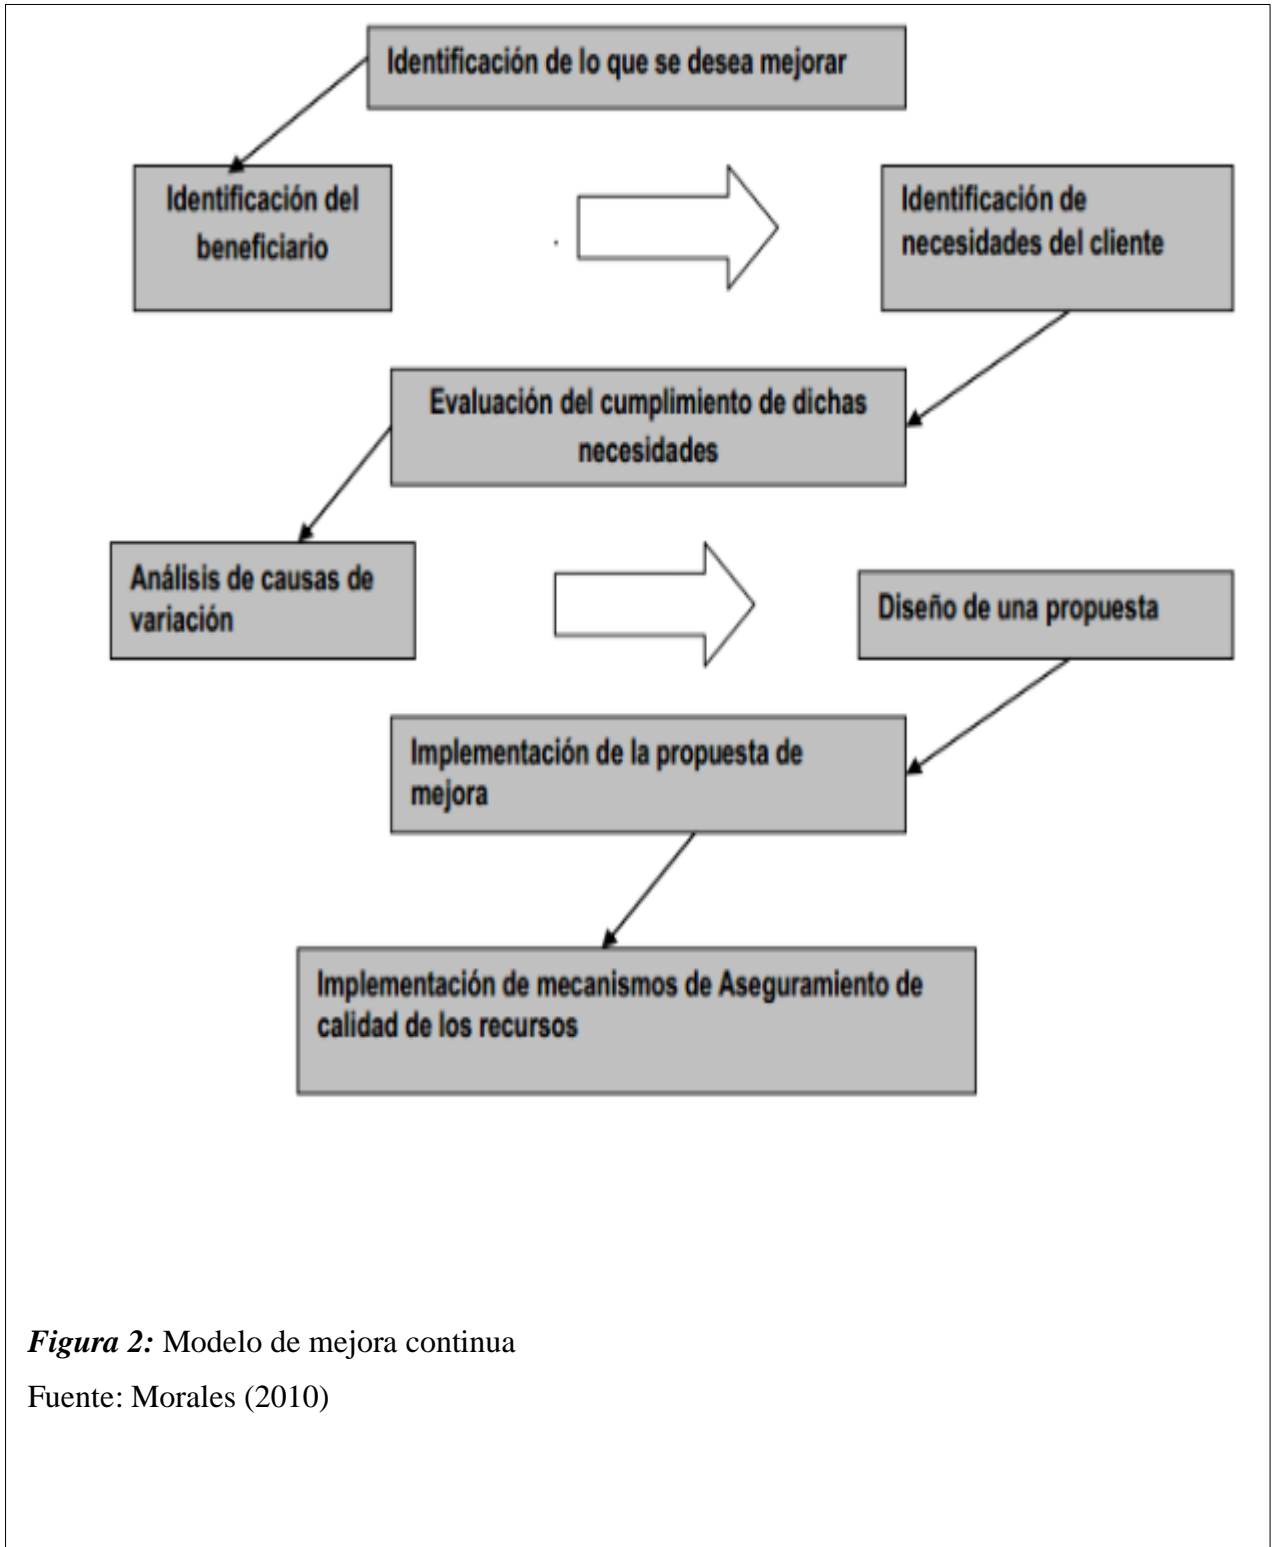 Identificación de lo que se desea mejorar
Identificación del
beneficiario
Identificación de
necesidades del cliente
Evaluación del cumplimiento de dichas
necesidades
Análisis de causas de
variación
Diseño de una propuesta
Implementación de la propuesta de
mejora
Implementación de mecanismos de Aseguramiento de
calidad de los recursos
Figura 2: Modelo de mejora continua
Fuente: Morales (2010)